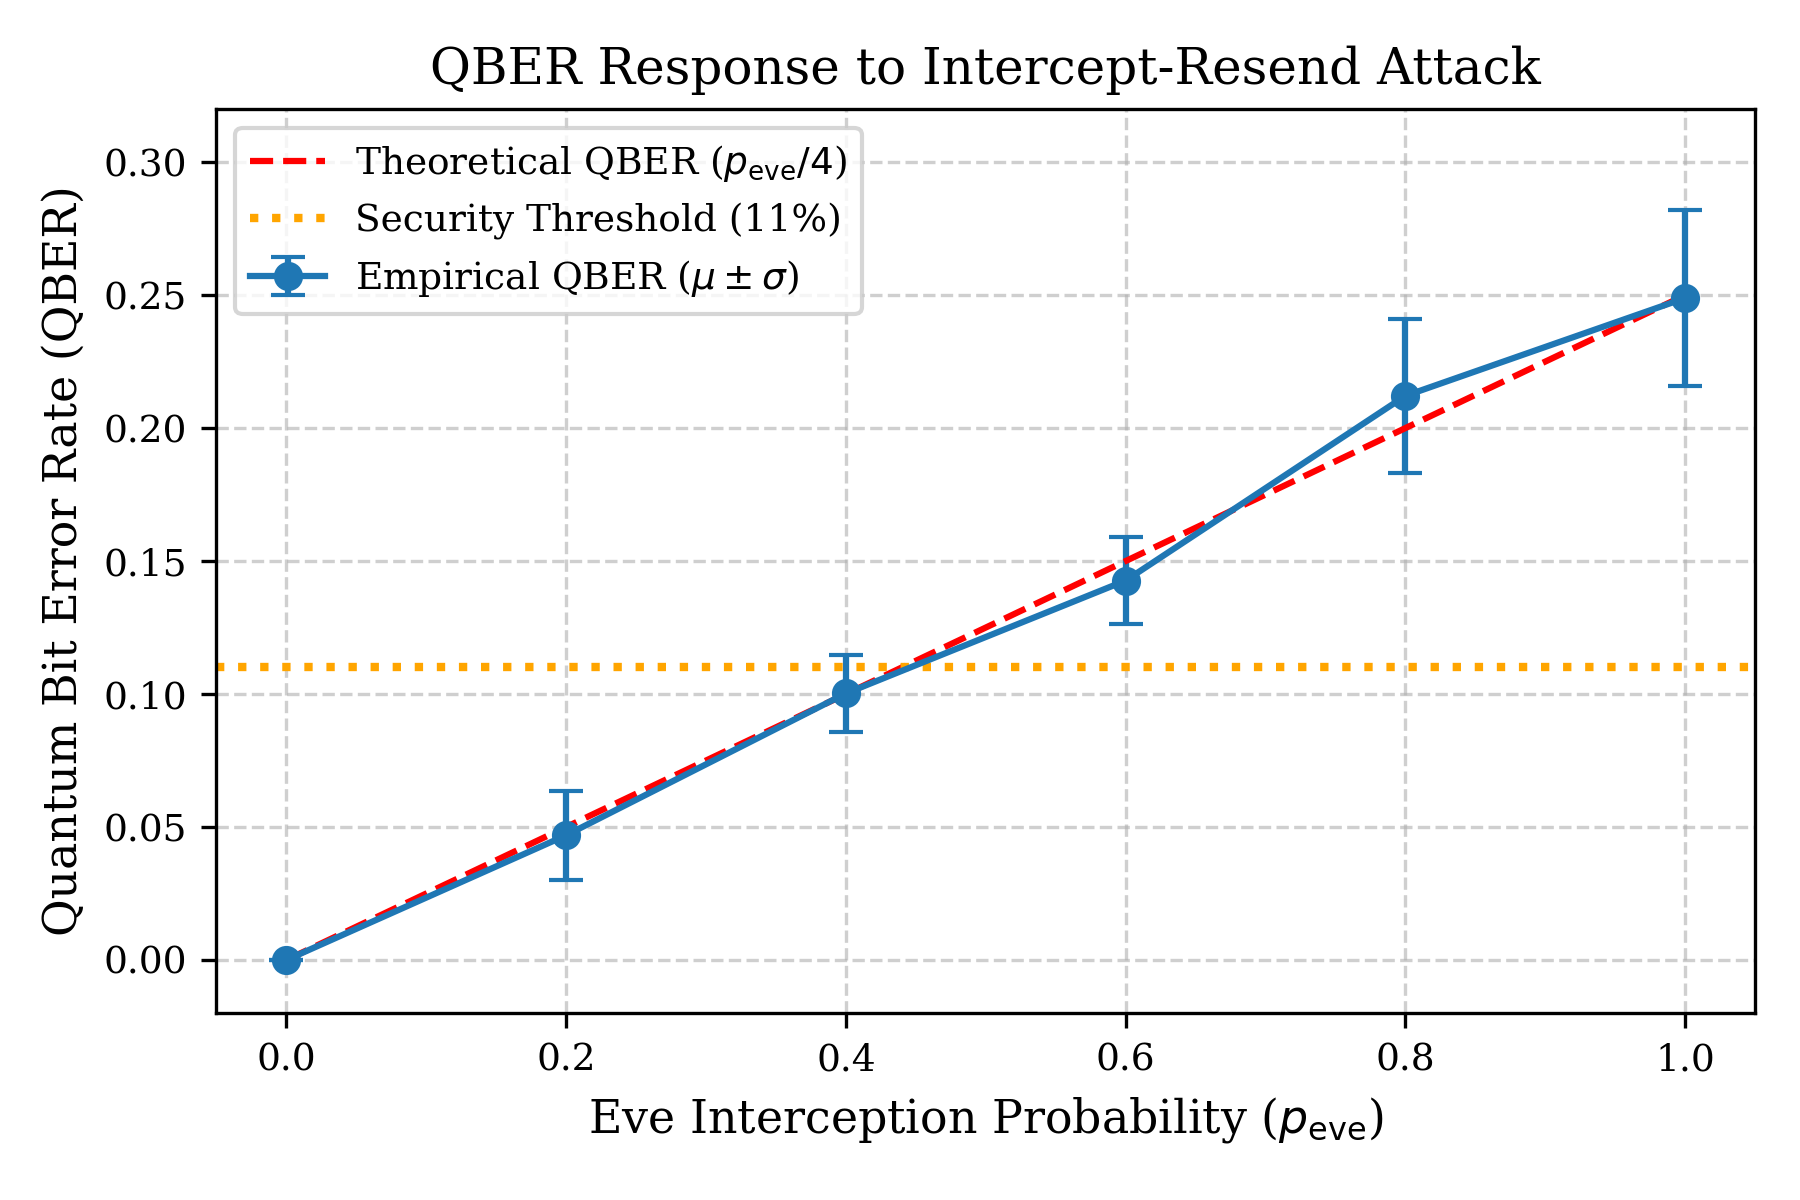 QBER Response to Intercept-Resend Attack
Theoretical QBER (p_eve/4)
Security Threshold (11%)
Empirical QBER (μ ± σ)
Quantum Bit Error Rate (QBER)
0.30
0.25
0.20
0.15
0.10
0.05
0.00
0.0 0.2 0.4 0.6 0.8 1.0
Eve Interception Probability (p_eve)